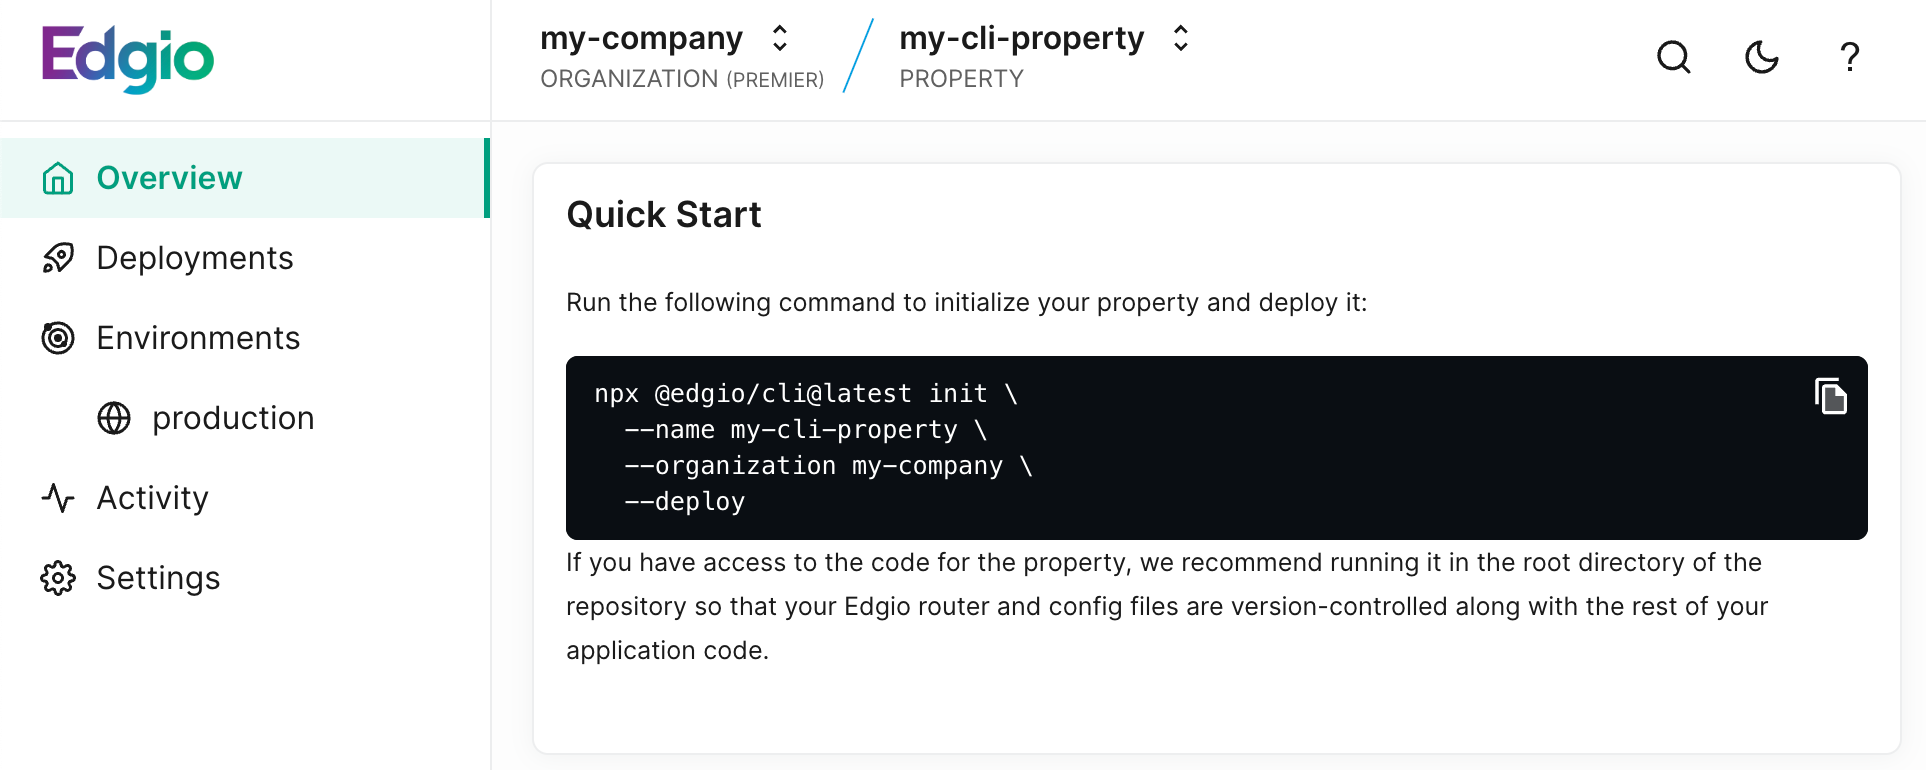 Edgio
my-company
ORGANIZATION (PREMIER)
my-cli-property
PROPERTY
?
Overview
Deployments
Environments
production
Activity
Settings
Quick Start
Run the following command to initialize your property and deploy it:
npx @edgio/cli@latest init \
  --name my-cli-property \
  --organization my-company \
  --deploy
If you have access to the code for the property, we recommend running it in the root directory of the
repository so that your Edgio router and config files are version-controlled along with the rest of your
application code.